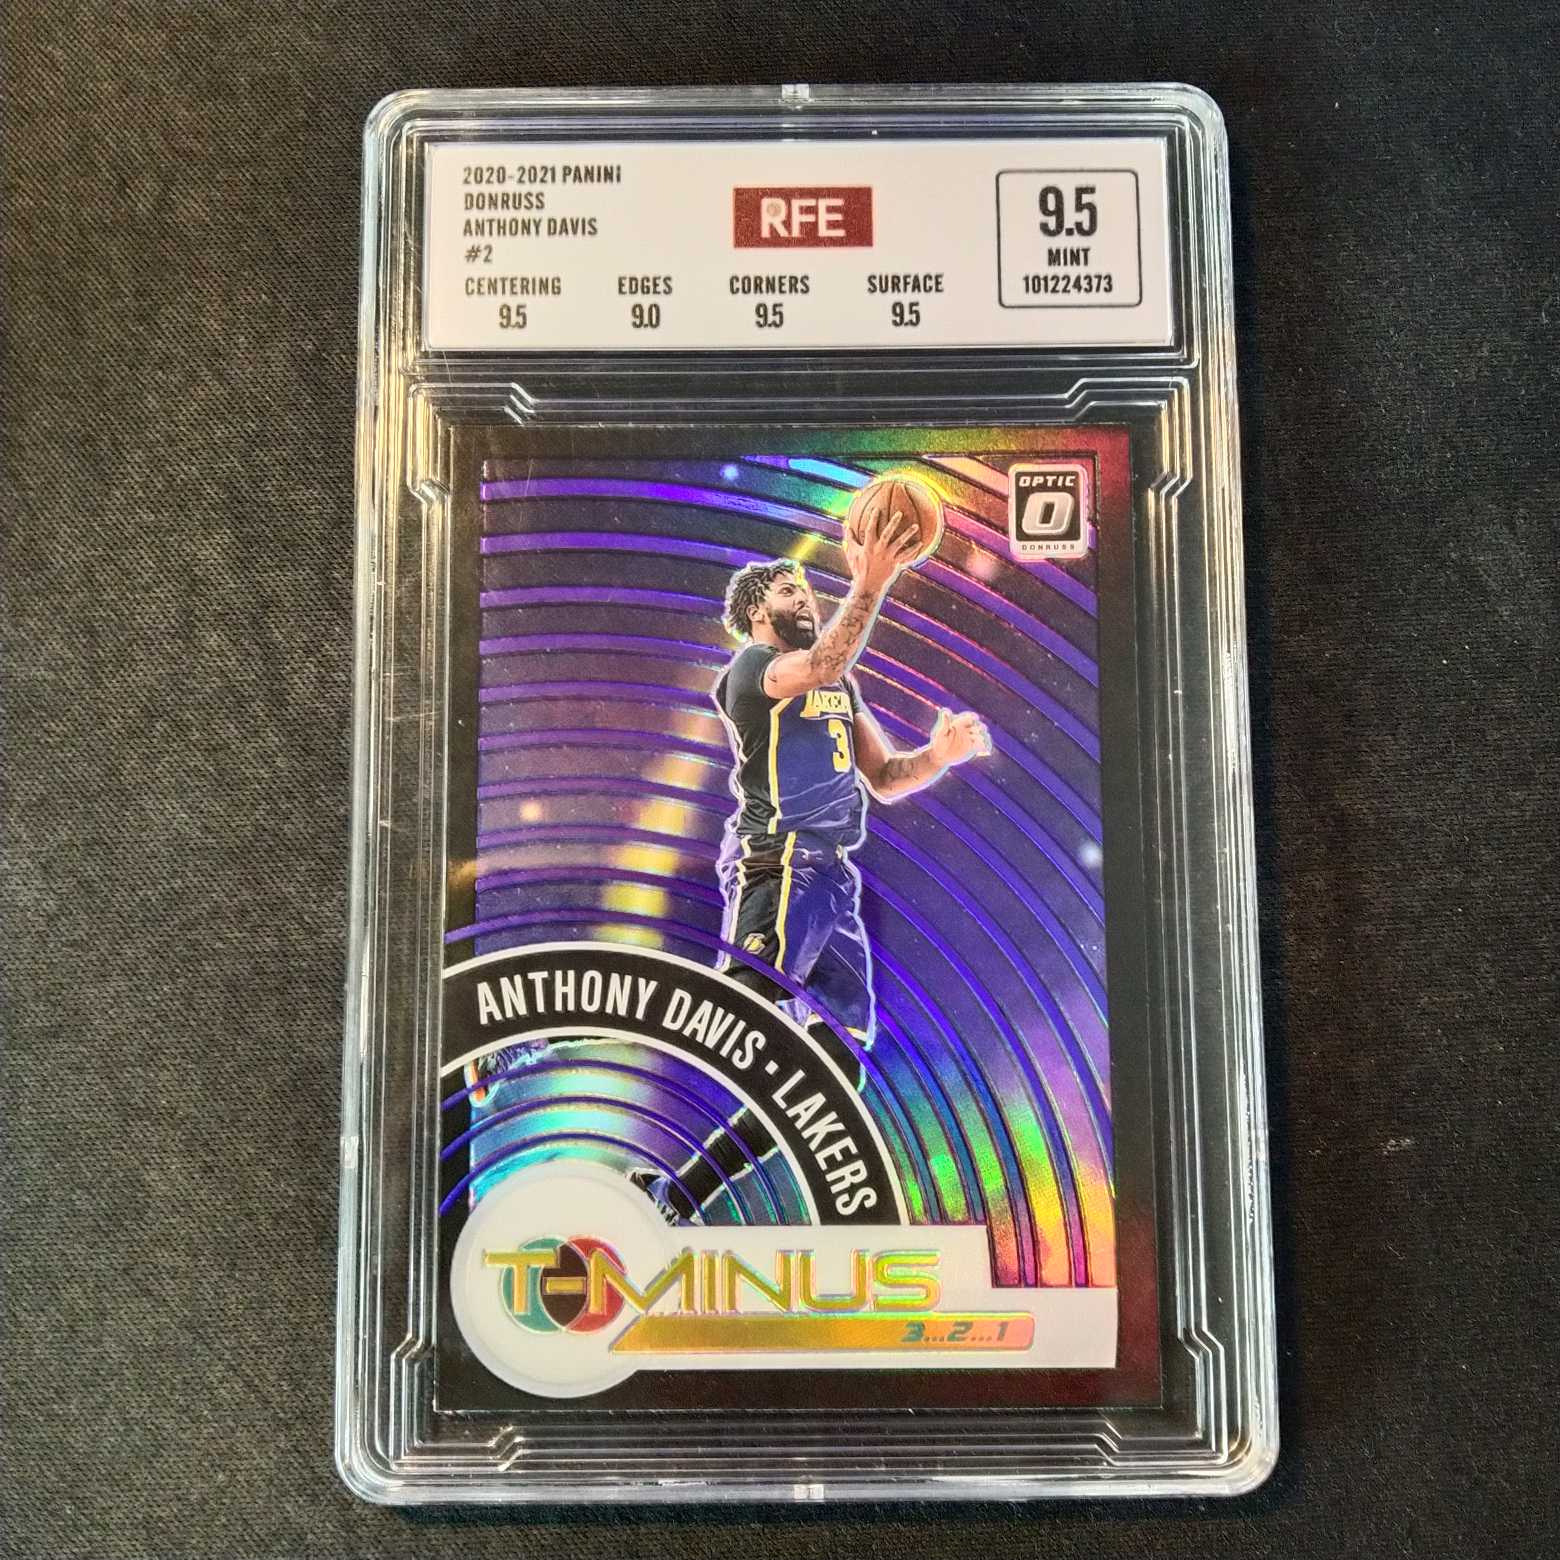 2020-2021 PANINI
DONRUSS
ANTHONY DAVIS
#2
RFE
9.5
MINT
101224373
CENTERING EDGES CORNERS SURFACE
9.5 9.0 9.5 9.5
OPTIC
DONRUSS
LAKERS
3
ANTHONY DAVIS · LAKERS
T-MINUS
3...2...1